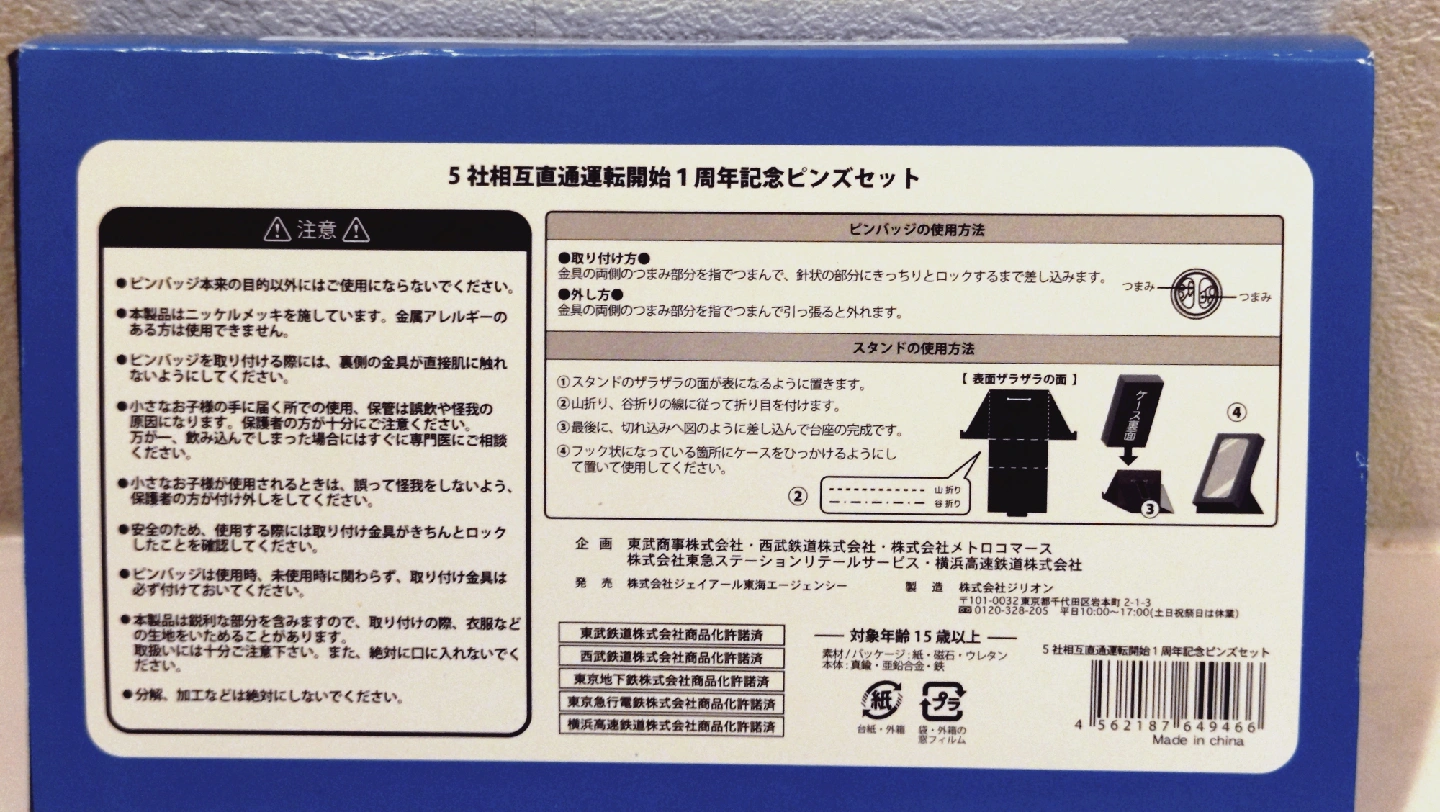 5社相互直通運転開始1周年記念ピンズセット
注意
●ピンバッジ本来の目的以外にはご使用にならないでください。
●本製品はニッケルメッキを施しています。金属アレルギーの
ある方は使用できません。
●ピンバッジを取り付ける際には、裏側の金具が直接肌に触れ
ないようにしてください。
●小さなお子様の手に届く所での使用、保管は誤飲や怪我の
原因になります。保護者の方が十分にご注意ください。
万が一、飲み込んでしまった場合にはすぐに専門医にご相談
ください。
●小さなお子様が使用されるときは、誤って怪我をしないよう、
保護者の方が付け外しをしてください。
●安全のため、使用する際には取り付け金具がきちんとロック
したことを確認してください。
●ピンバッジは使用時、未使用時に関わらず、取り付け金具は
必ず付けておいてください。
●本製品は鋭利な部分を含みますので、取り付けの際、衣服など
の生地をいためることがあります。
取扱いには十分ご注意下さい。また、絶対に口に入れないでく
ださい。
●分解、加工などは絶対にしないでください。
ピンバッジの使用方法
●取り付け方●
金具の両側のつまみ部分を指でつまんで、針状の部分にきっちりとロックするまで差し込みます。
●外し方●
金具の両側のつまみ部分を指でつまんで引っ張ると外れます。
つまみ
つまみ
スタンドの使用方法
①スタンドのザラザラの面が表になるように置きます。
②山折り、谷折りの線に従って折り目を付けます。
③最後に、切れ込みへ図のように差し込んで台座の完成です。
④フック状になっている箇所にケースをひっかけるようにし
て置いて使用してください。
【 表面ザラザラの面 】
②
山折り
谷折り
ケース裏面
③
④
企 画 東武商事株式会社・西武鉄道株式会社・株式会社メトロコマース
株式会社東急ステーションリテールサービス・横浜高速鉄道株式会社
発 売 株式会社ジェイアール東海エージェンシー
製 造 株式会社ジリオン
〒101-0032 東京都千代田区岩本町 2-1-3
0120-328-205 平日10:00〜17:00(土日祝祭日は休業)
東武鉄道株式会社商品化許諾済
西武鉄道株式会社商品化許諾済
東京地下鉄株式会社商品化許諾済
東京急行電鉄株式会社商品化許諾済
横浜高速鉄道株式会社商品化許諾済
対象年齢 15 歳以上
素材/パッケージ:紙・磁石・ウレタン
本体:真鍮・亜鉛合金・鉄
紙
台紙・外箱
プラ
袋・外箱の
窓フィルム
5社相互直通運転開始1周年記念ピンズセット
4 562187 649466
Made in china